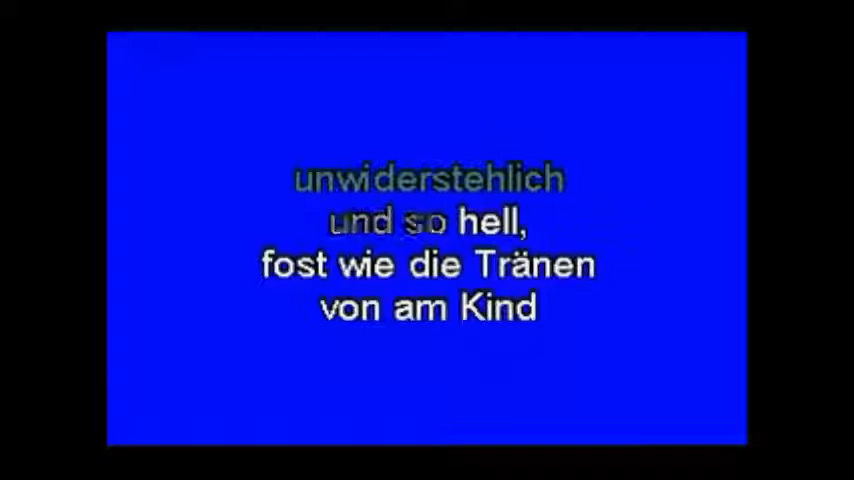 unwiderstehlich
und so hell,
fost wie die Tränen
von am Kind